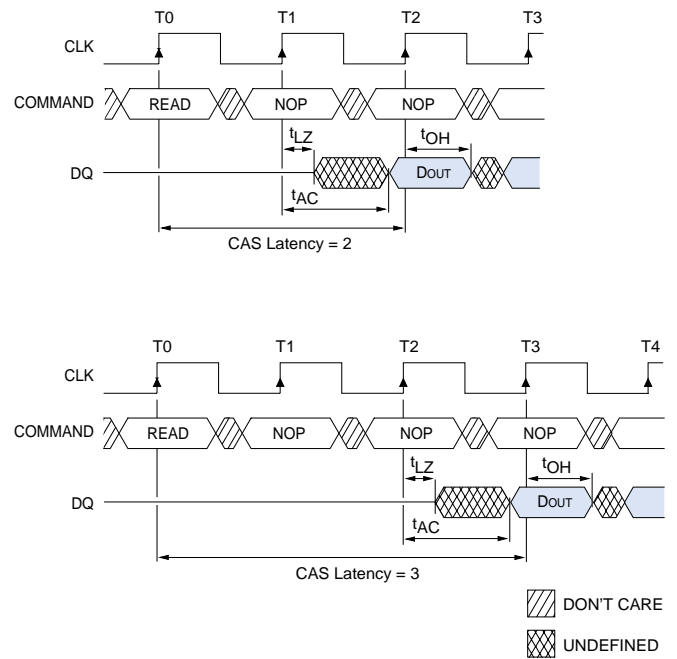 T0 T1 T2 T3
CLK
COMMAND READ NOP NOP
tLZ tOH
DQ DOUT
tAC
CAS Latency = 2
T0 T1 T2 T3 T4
CLK
COMMAND READ NOP NOP NOP
tLZ tOH
DQ DOUT
tAC
CAS Latency = 3
DON'T CARE
UNDEFINED